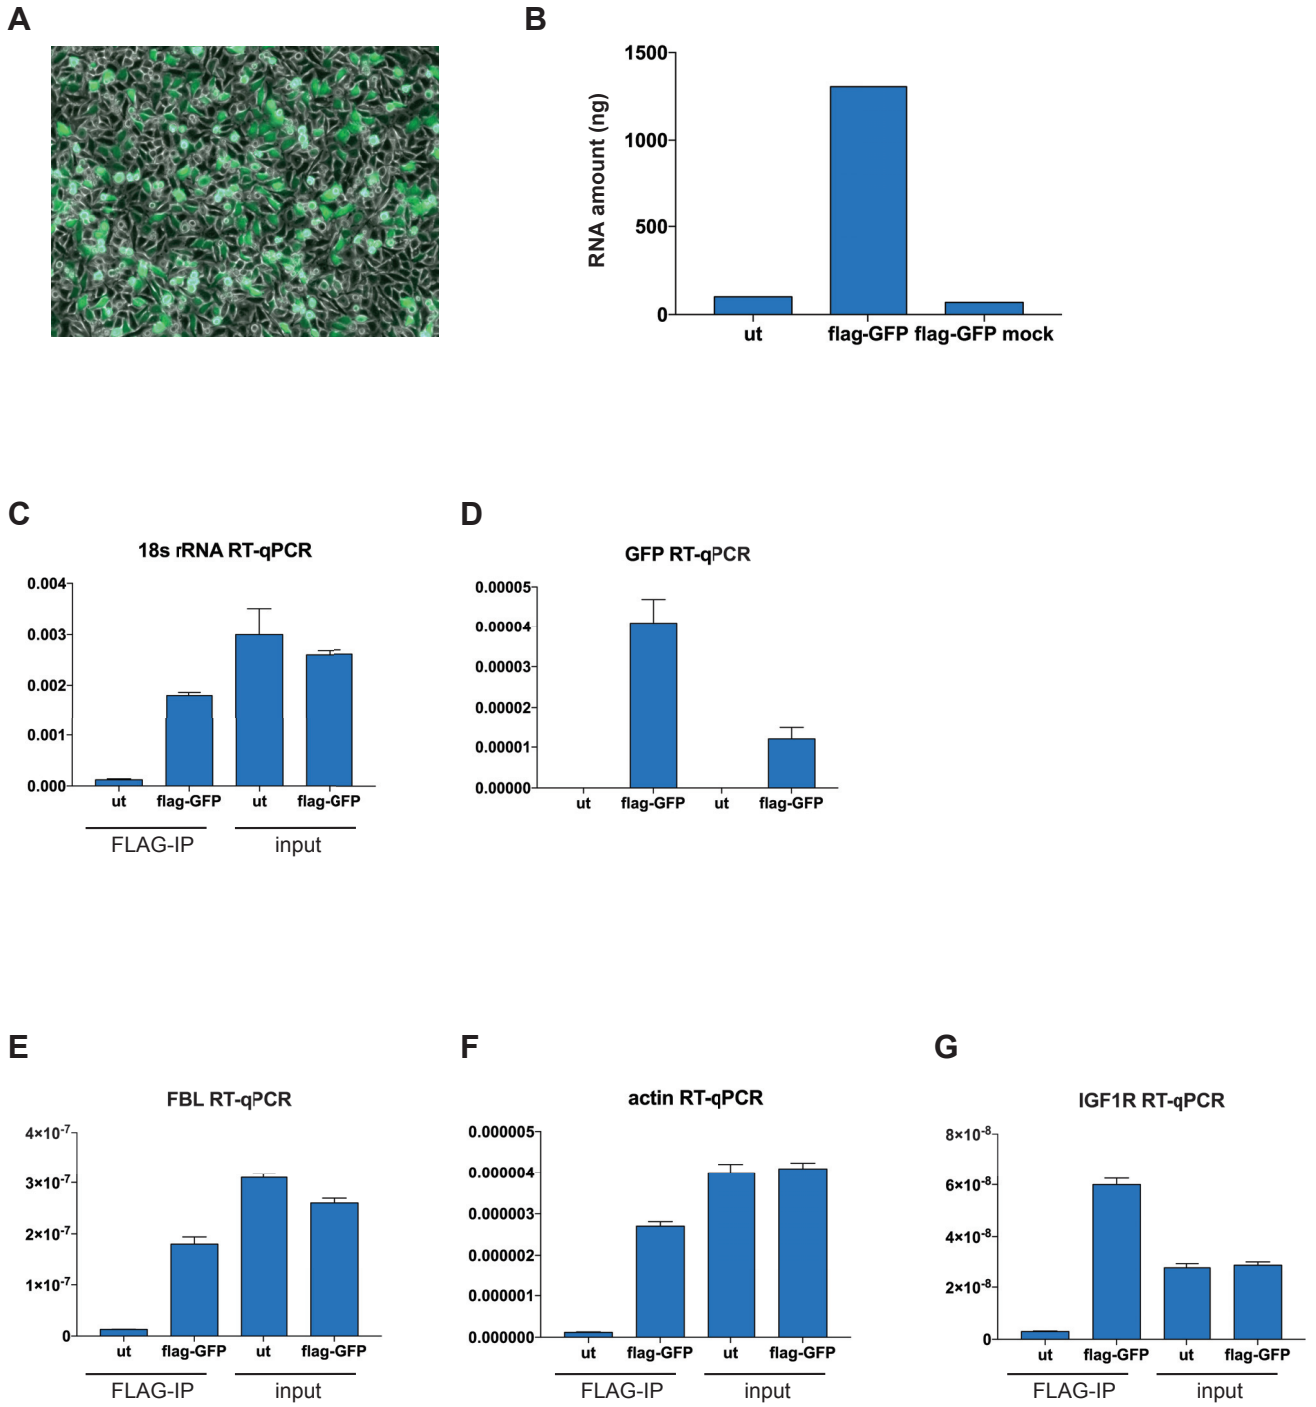 A
B
1500
1000
500
0
RNA amount (ng)
ut flag-GFP flag-GFP mock
C
18s rRNA RT-qPCR
0.004
0.003
0.002
0.001
0.000
ut flag-GFP ut flag-GFP
FLAG-IP input
D
GFP RT-qPCR
0.00005
0.00004
0.00003
0.00002
0.00001
0.00000
ut flag-GFP ut flag-GFP
E
FBL RT-qPCR
4×10⁻⁷
3×10⁻⁷
2×10⁻⁷
1×10⁻⁷
0
ut flag-GFP ut flag-GFP
FLAG-IP input
F
actin RT-qPCR
0.000005
0.000004
0.000003
0.000002
0.000001
0.000000
ut flag-GFP ut flag-GFP
FLAG-IP input
G
IGF1R RT-qPCR
8×10⁻⁸
6×10⁻⁸
4×10⁻⁸
2×10⁻⁸
0
ut flag-GFP ut flag-GFP
FLAG-IP input